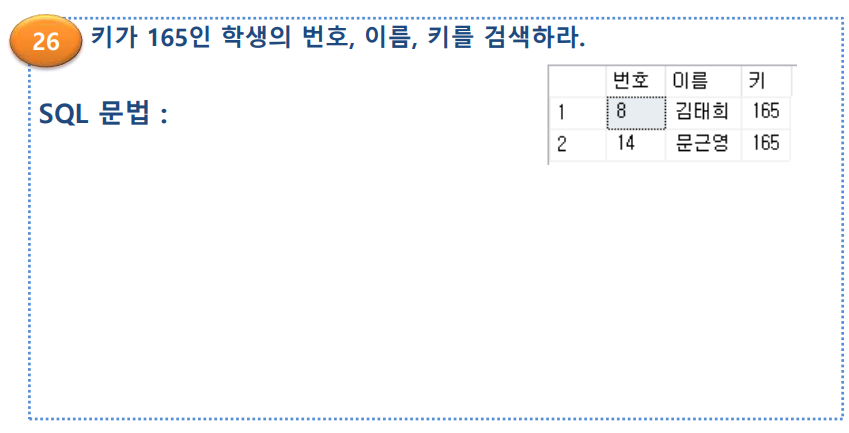 26
키가 165인 학생의 번호, 이름, 키를 검색하라.
SQL 문법 :
번호 이름 키
1 8 김태희 165
2 14 문근영 165